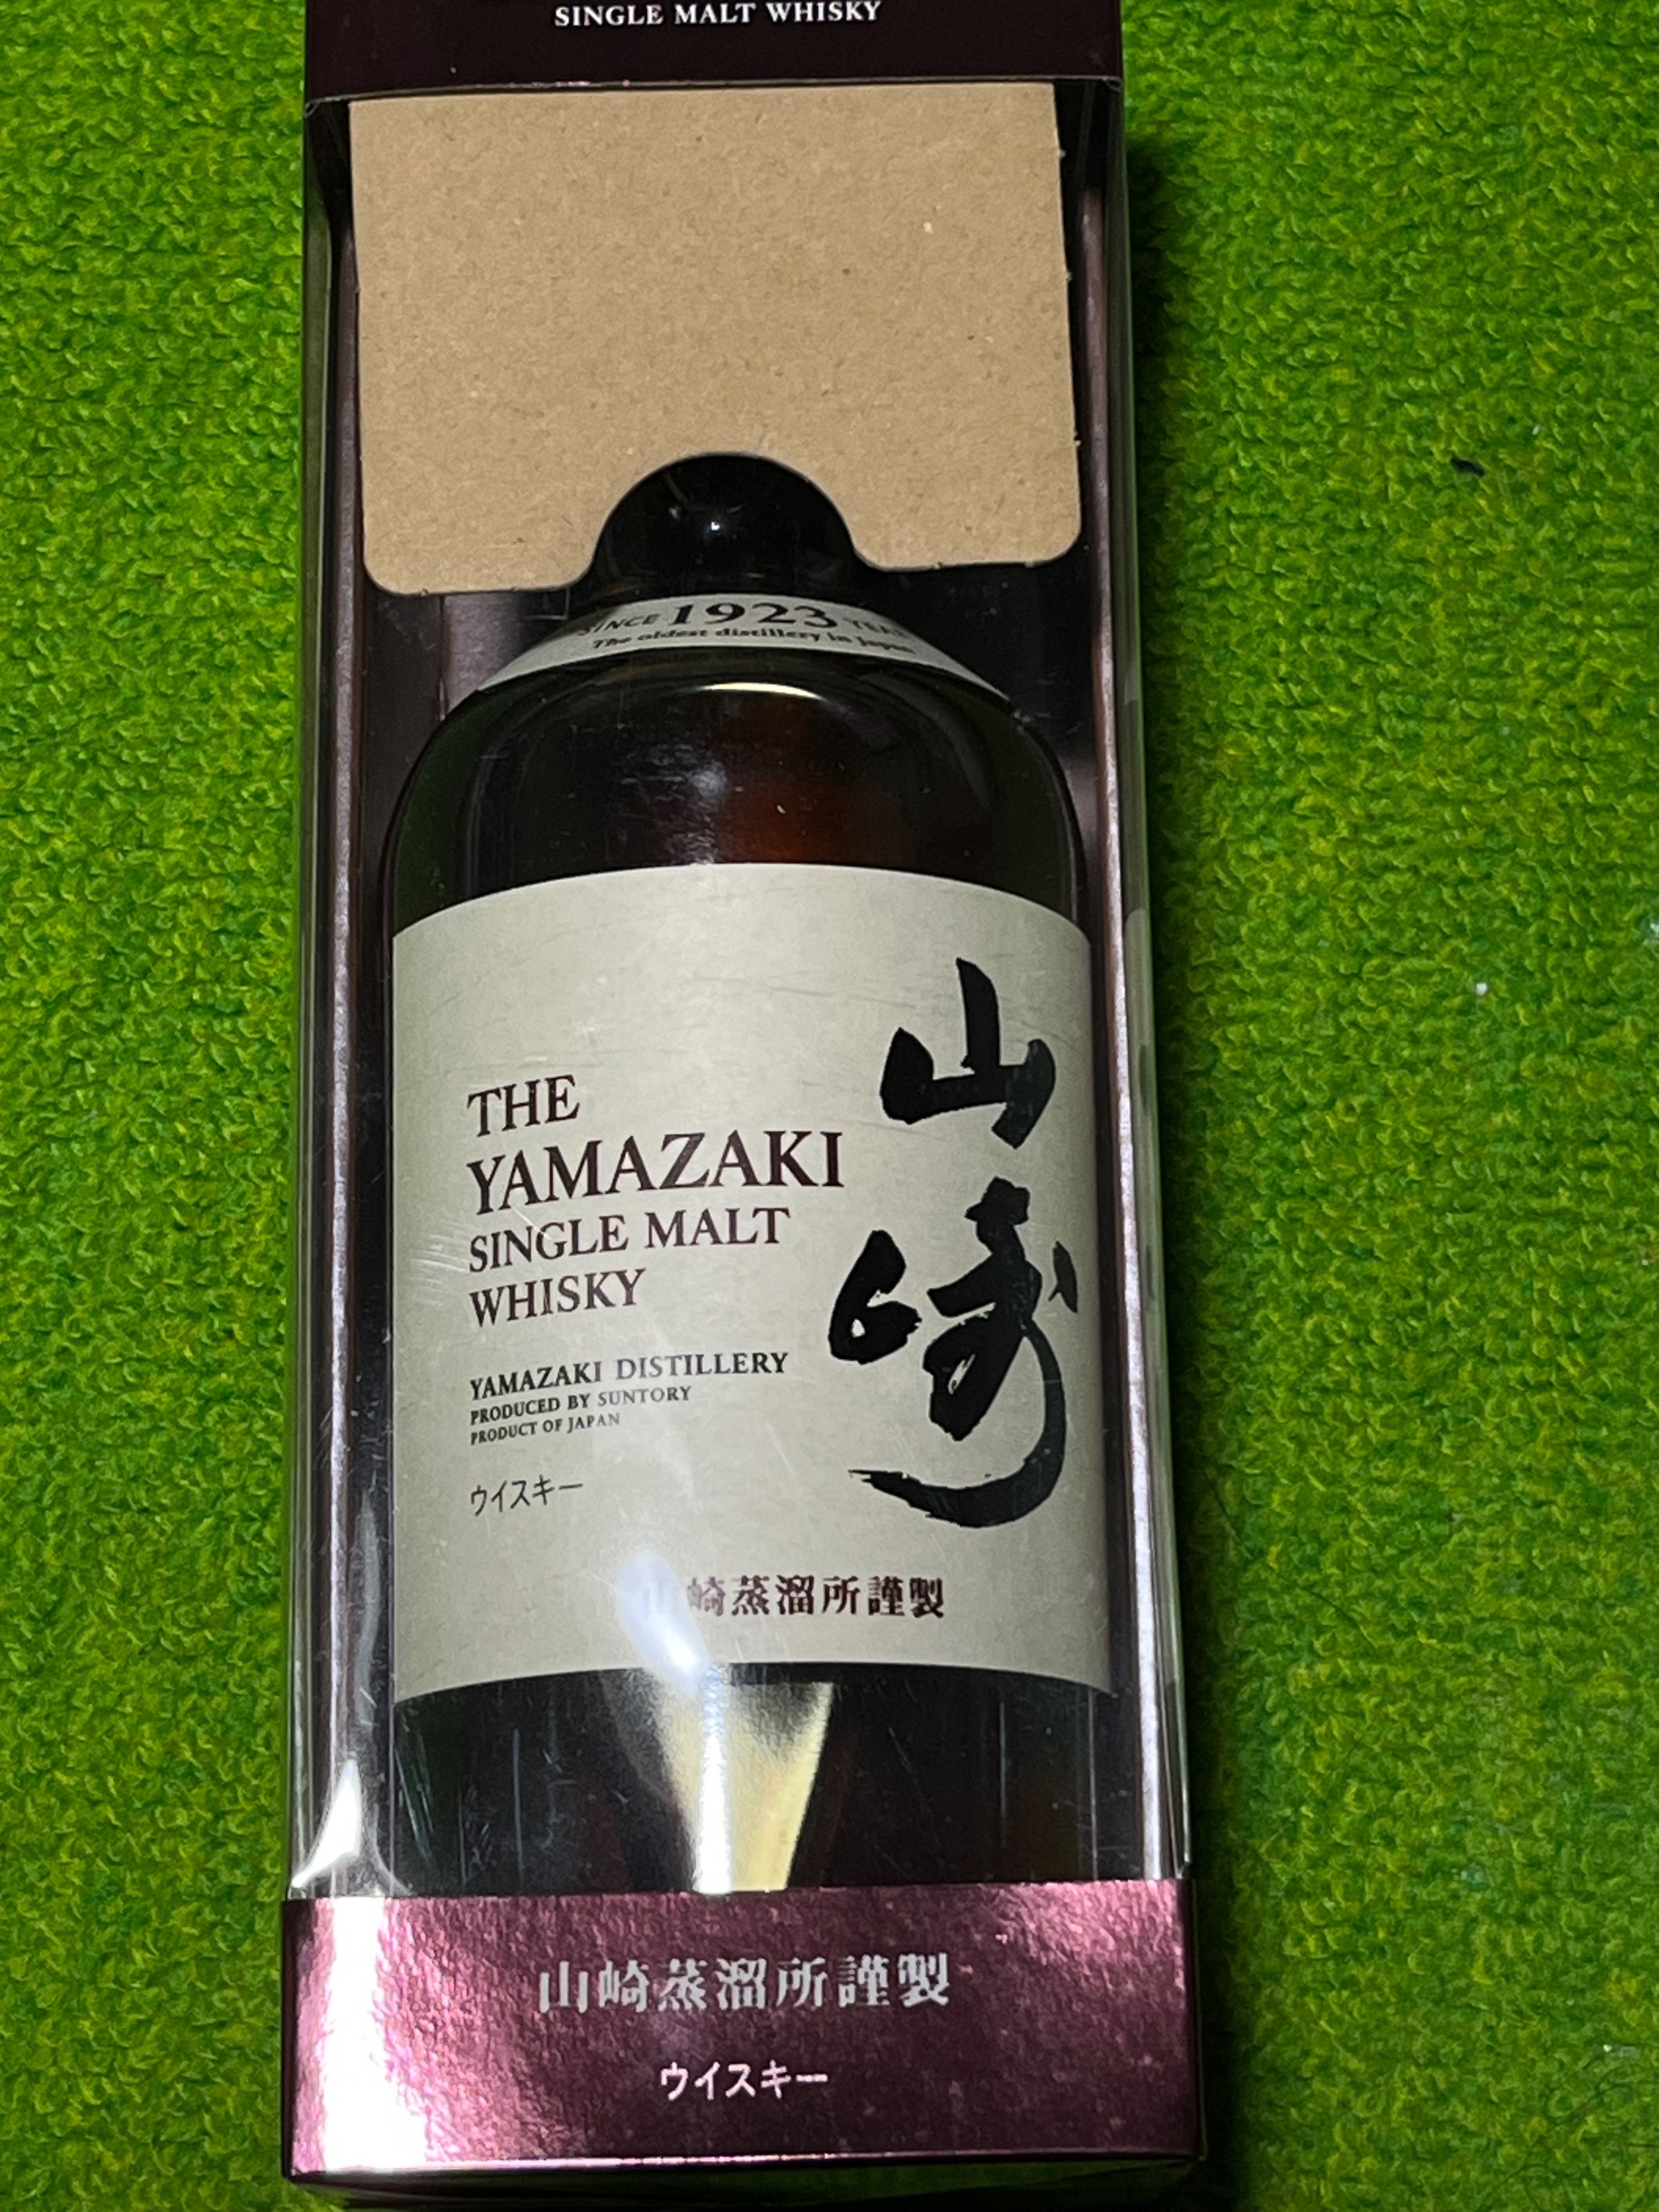 SINGLE MALT WHISKY
SINCE 1923 YEAR
The oldest distillery in Japan
山崎
THE
YAMAZAKI
SINGLE MALT
WHISKY
YAMAZAKI DISTILLERY
PRODUCED BY SUNTORY
PRODUCT OF JAPAN
ウイスキー
山崎蒸溜所謹製
山崎蒸溜所謹製
ウイスキー